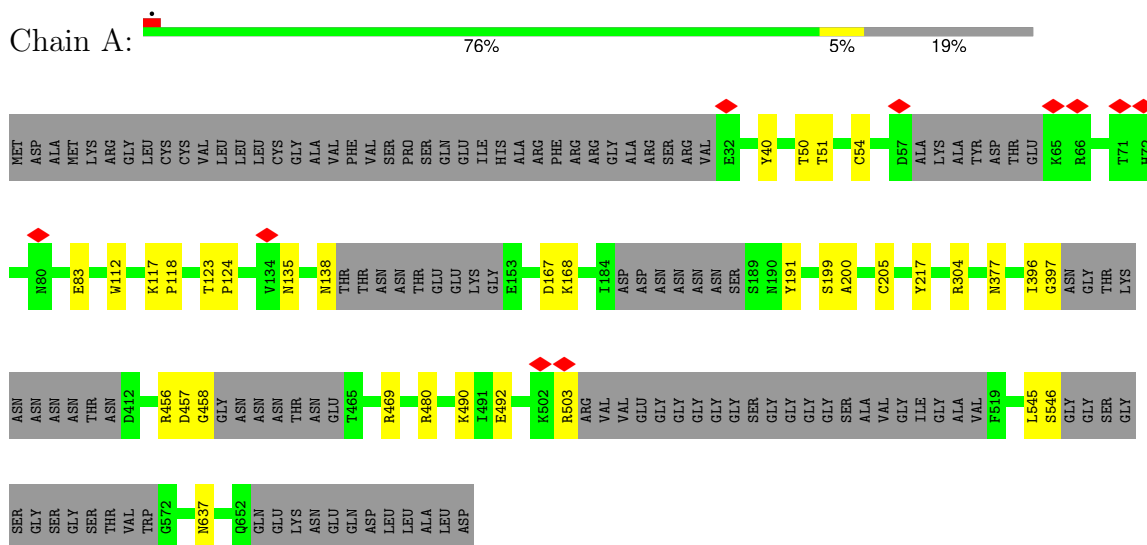 Chain A:
76% 5% 19%
MET ASP ALA MET LYS ARG GLY LEU CYS CYS VAL LEU LEU LEU CYS GLY ALA VAL PHE VAL SER PRO SER GLN GLU ILE HIS ALA ARG PHE ARG ARG GLY ALA ARG SER ARG VAL E32 Y40 T50 T51 C54 D57 ALA LYS ALA TYR ASP THR GLU K65 R66 T71 H72
N80 E83 W112 K117 P118 T123 P124 V134 N135 N138 THR THR ASN ASN THR GLU GLU LYS GLY E153 D167 K168 I184 ASP ASP ASN ASN ASN ASN SER S189 N190 Y191 S199 A200 C205 Y217 R304 N377 I396 G397 ASN GLY THR LYS
ASN ASN ASN ASN THR ASN D412 R456 D457 G458 GLY ASN ASN ASN THR ASN GLU T465 R469 R480 K490 I491 E492 K502 R503 ARG VAL VAL GLU GLY GLY GLY GLY GLY SER GLY GLY GLY GLY SER ALA VAL GLY ILE GLY ALA VAL F519 L545 S546 GLY GLY SER GLY
SER GLY SER GLY SER THR VAL TRP G572 N637 Q652 GLN GLU LYS ASN GLU GLN ASP LEU LEU ALA LEU ASP